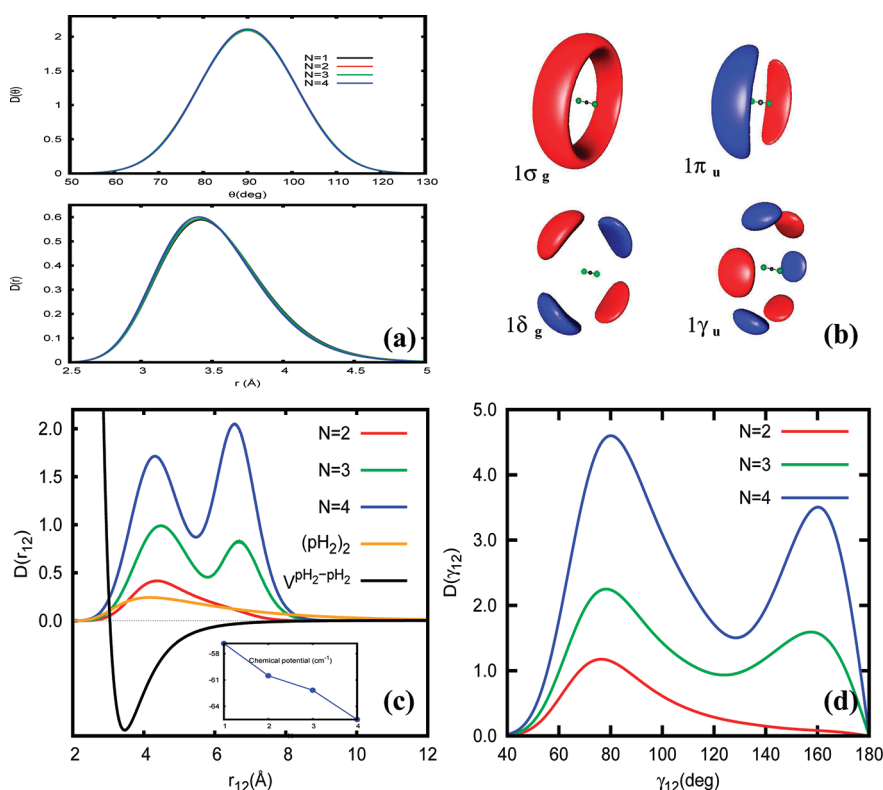 D(θ)
2
1.5
1
0.5
0
N=1
N=2
N=3
N=4
50 60 70 80 90 100 110 120 130
θ(deg)
D(r)
0.6
0.5
0.4
0.3
0.2
0.1
0
2.5 3 3.5 4 4.5 5
r (Å)
(a)
1σ g
1π u
1δ g
1γ u
(b)
D(r12)
2.0
1.0
0.0
N=2
N=3
N=4
(pH2)2
V pH2-pH2
Chemical potential (cm-1)
-58
-61
-64
1 2 3 4
(c)
2 4 6 8 10 12
r12(Å)
D(γ12)
5.0
4.0
3.0
2.0
1.0
0.0
N=2
N=3
N=4
(d)
40 60 80 100 120 140 160 180
γ12(deg)